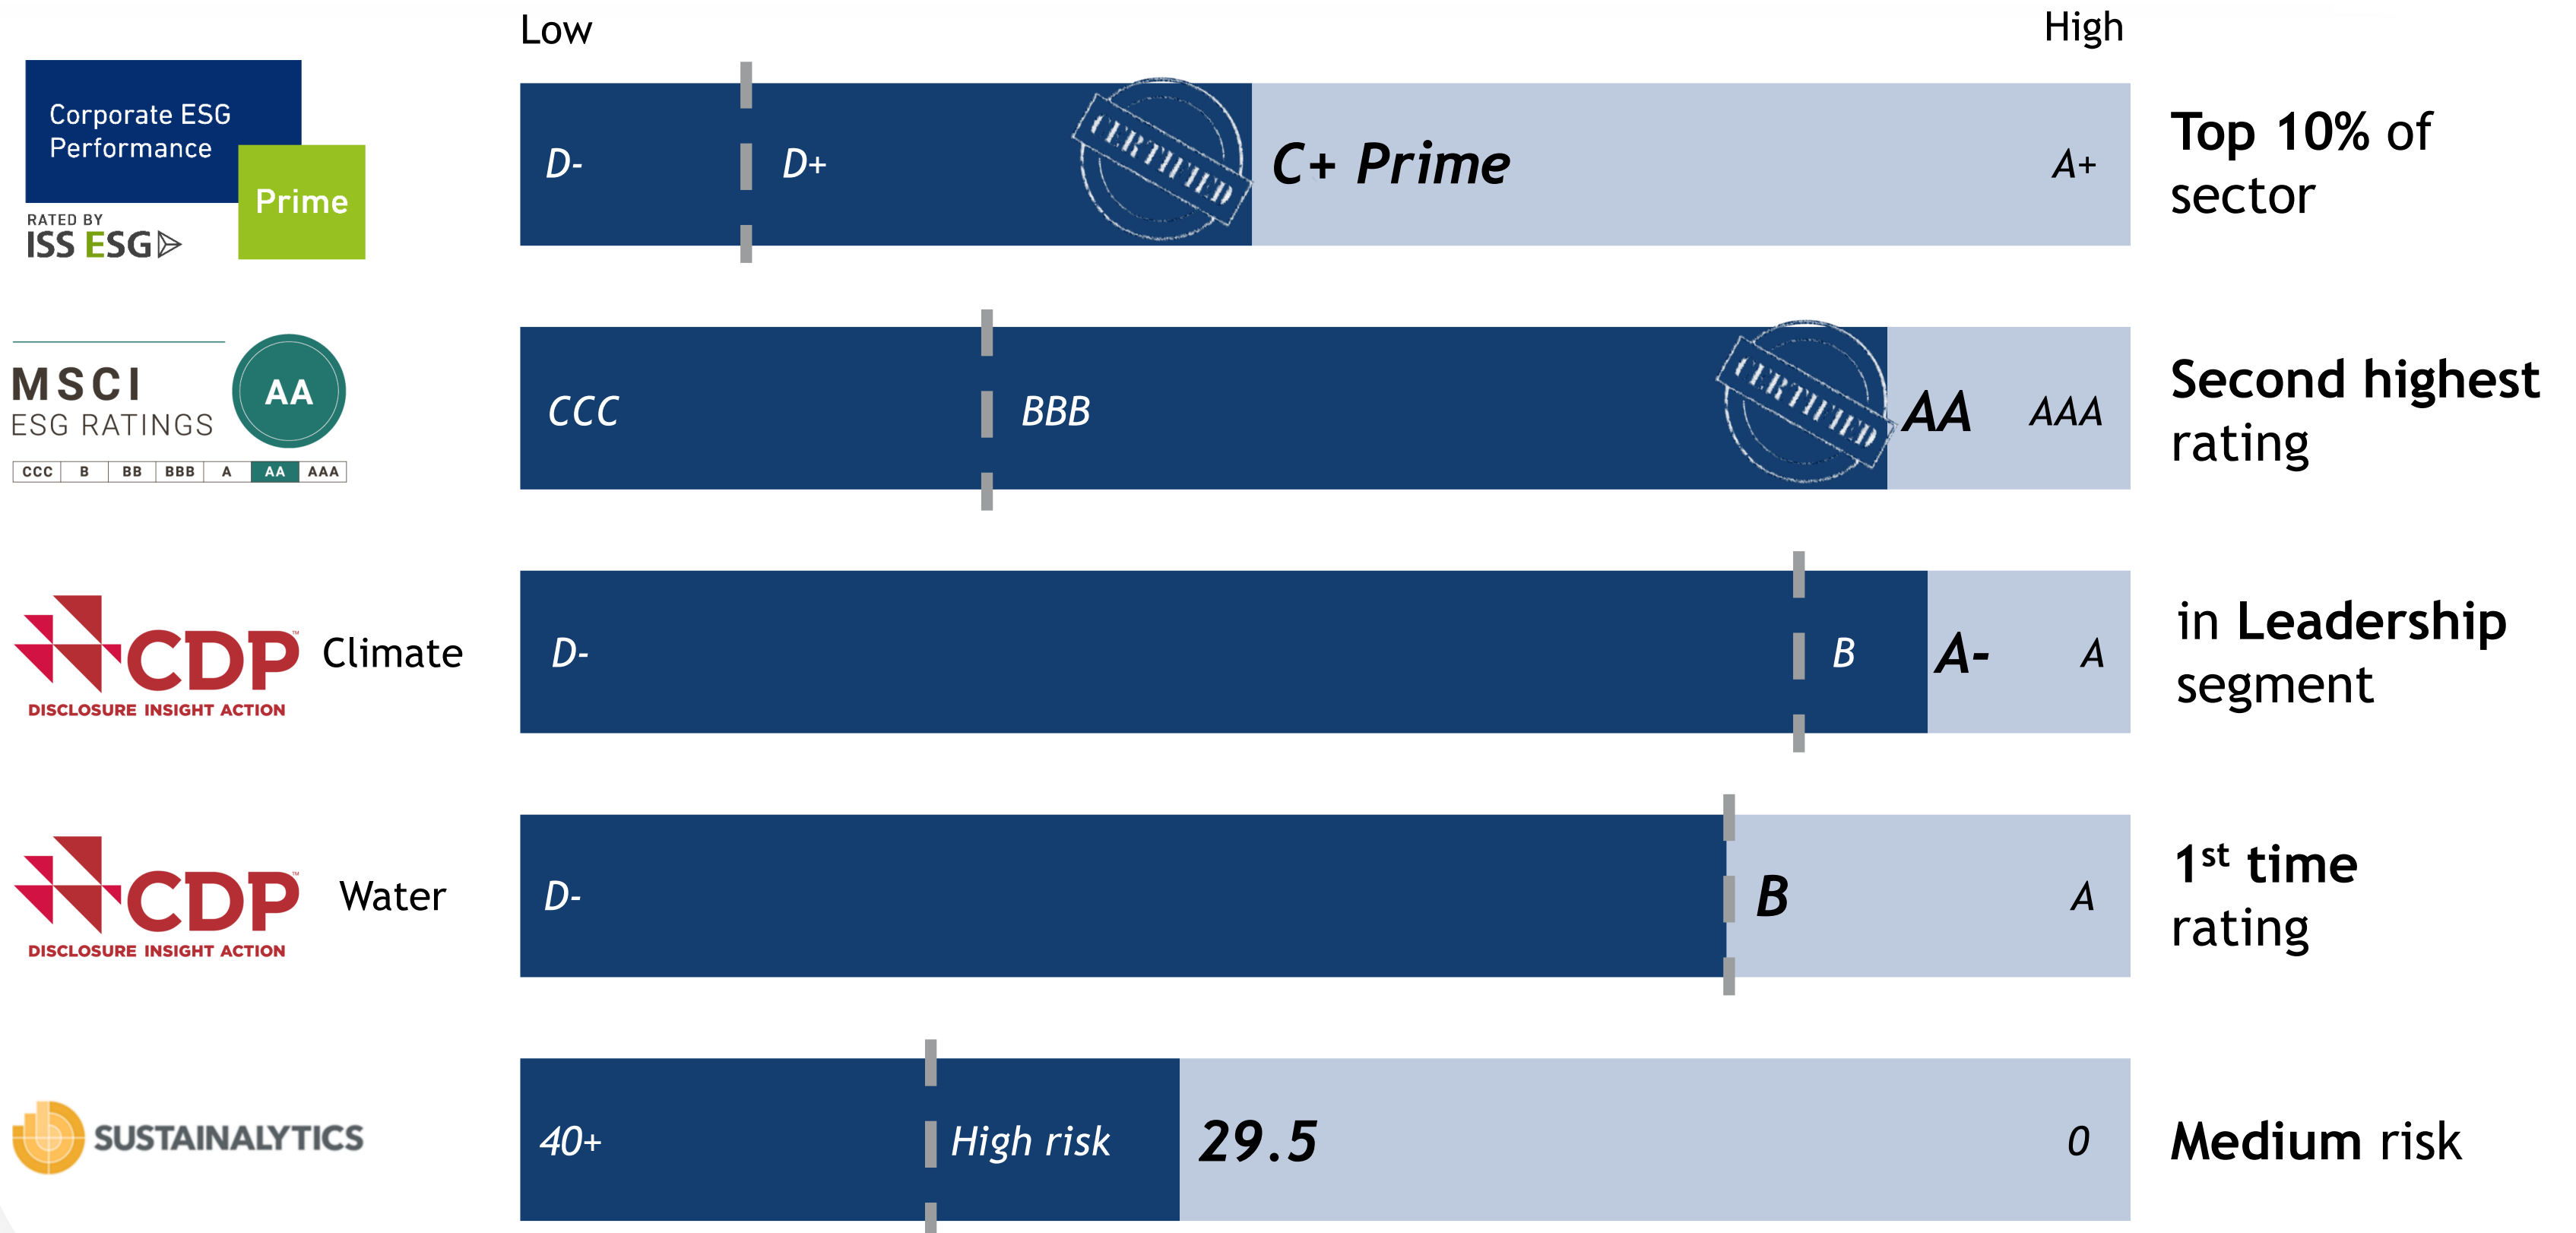 Low
High
Corporate ESG
Performance
Prime
RATED BY
ISS ESG
D-
D+
CERTIFIED
C+ Prime
A+
Top 10% of
sector
MSCI
ESG RATINGS
AA
CCC B BB BBB A AA AAA
CCC
BBB
CERTIFIED
AA
AAA
Second highest
rating
CDP™
DISCLOSURE INSIGHT ACTION
Climate
D-
B
A-
A
in Leadership
segment
CDP™
DISCLOSURE INSIGHT ACTION
Water
D-
B
A
1st time
rating
SUSTAINALYTICS
40+
High risk
29.5
0
Medium risk